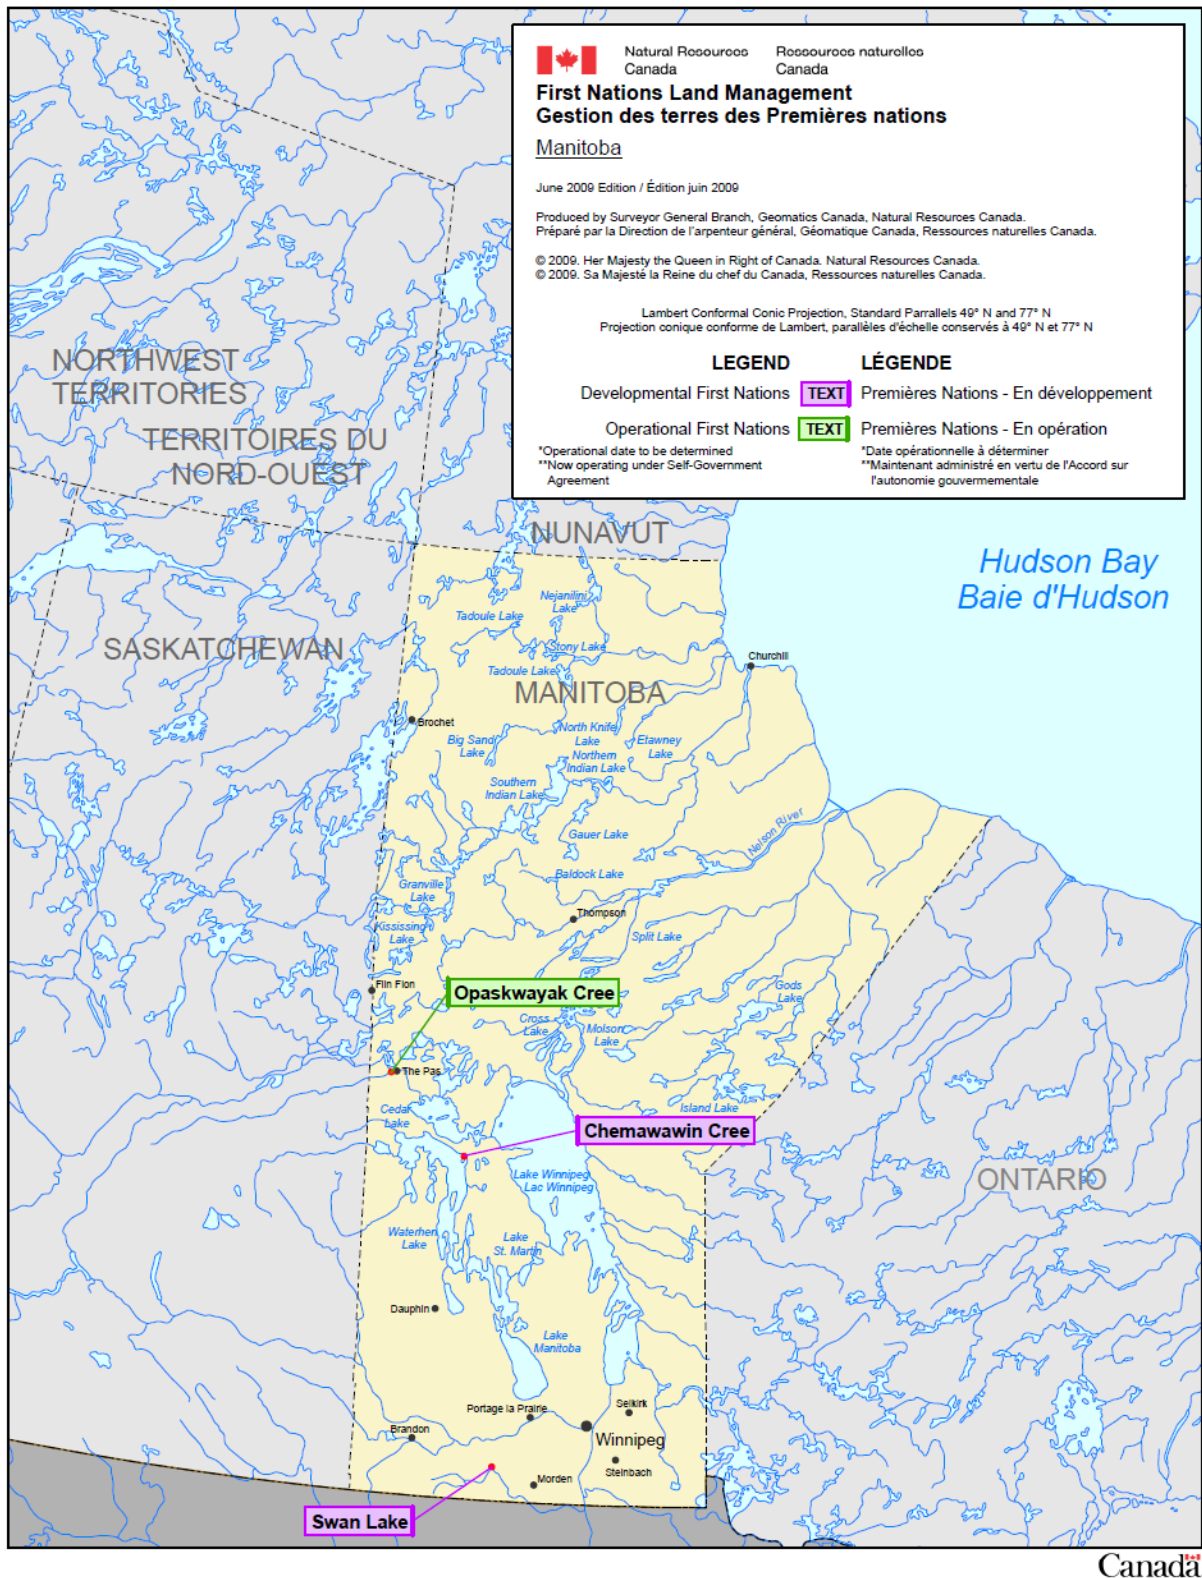 Natural Resources Ressources naturelles
Canada Canada
First Nations Land Management
Gestion des terres des Premières nations
Manitoba
June 2009 Edition / Édition juin 2009
Produced by Surveyor General Branch, Geomatics Canada, Natural Resources Canada.
Préparé par la Direction de l'arpenteur général, Géomatique Canada, Ressources naturelles Canada.
© 2009. Her Majesty the Queen in Right of Canada. Natural Resources Canada.
© 2009. Sa Majesté la Reine du chef du Canada, Ressources naturelles Canada.
Lambert Conformal Conic Projection, Standard Parrallels 49° N and 77° N
Projection conique conforme de Lambert, parallèles d'échelle conservés à 49° N et 77° N
LEGEND LÉGENDE
Developmental First Nations TEXT Premières Nations - En développement
Operational First Nations TEXT Premières Nations - En opération
*Operational date to be determined *Date opérationnelle à déterminer
**Now operating under Self-Government **Maintenant administré en vertu de l'Accord sur
Agreement l'autonomie gouvermementale
NORTHWEST
TERRITORIES
TERRITOIRES DU
NORD-OUEST
NUNAVUT
Hudson Bay
Baie d'Hudson
SASKATCHEWAN
Nejanilini
Lake
Tadoule Lake
Stony Lake
Tadoule Lake
Churchill
MANITOBA
Brochet
Big Sand
Lake
North Knife
Lake
Etawney
Lake
Northern
Indian Lake
Southern
Indian Lake
Nelson River
Gauer Lake
Baldock Lake
Granville
Lake
Thompson
Kississing
Lake
Split Lake
Flin Flon
Opaskwayak Cree
Gods
Lake
Cross
Lake
Molson
Lake
The Pas
Cedar
Lake
Island Lake
Chemawawin Cree
Lake Winnipeg
Lac Winnipeg
ONTARIO
Waterhen
Lake
Lake
St. Martin
Dauphin
Lake
Manitoba
Portage la Prairie
Selkirk
Brandon
Winnipeg
Steinbach
Morden
Swan Lake
Canada